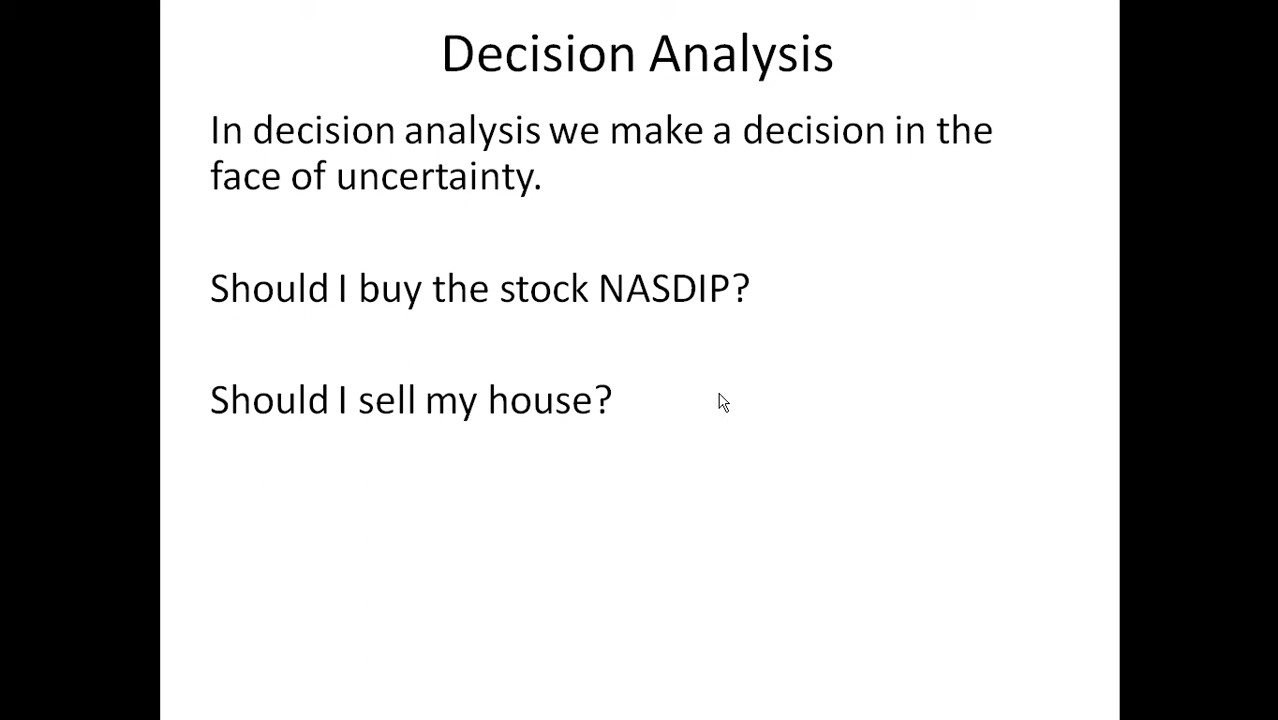 Decision Analysis
In decision analysis we make a decision in the
face of uncertainty.
Should I buy the stock NASDIP?
Should I sell my house?